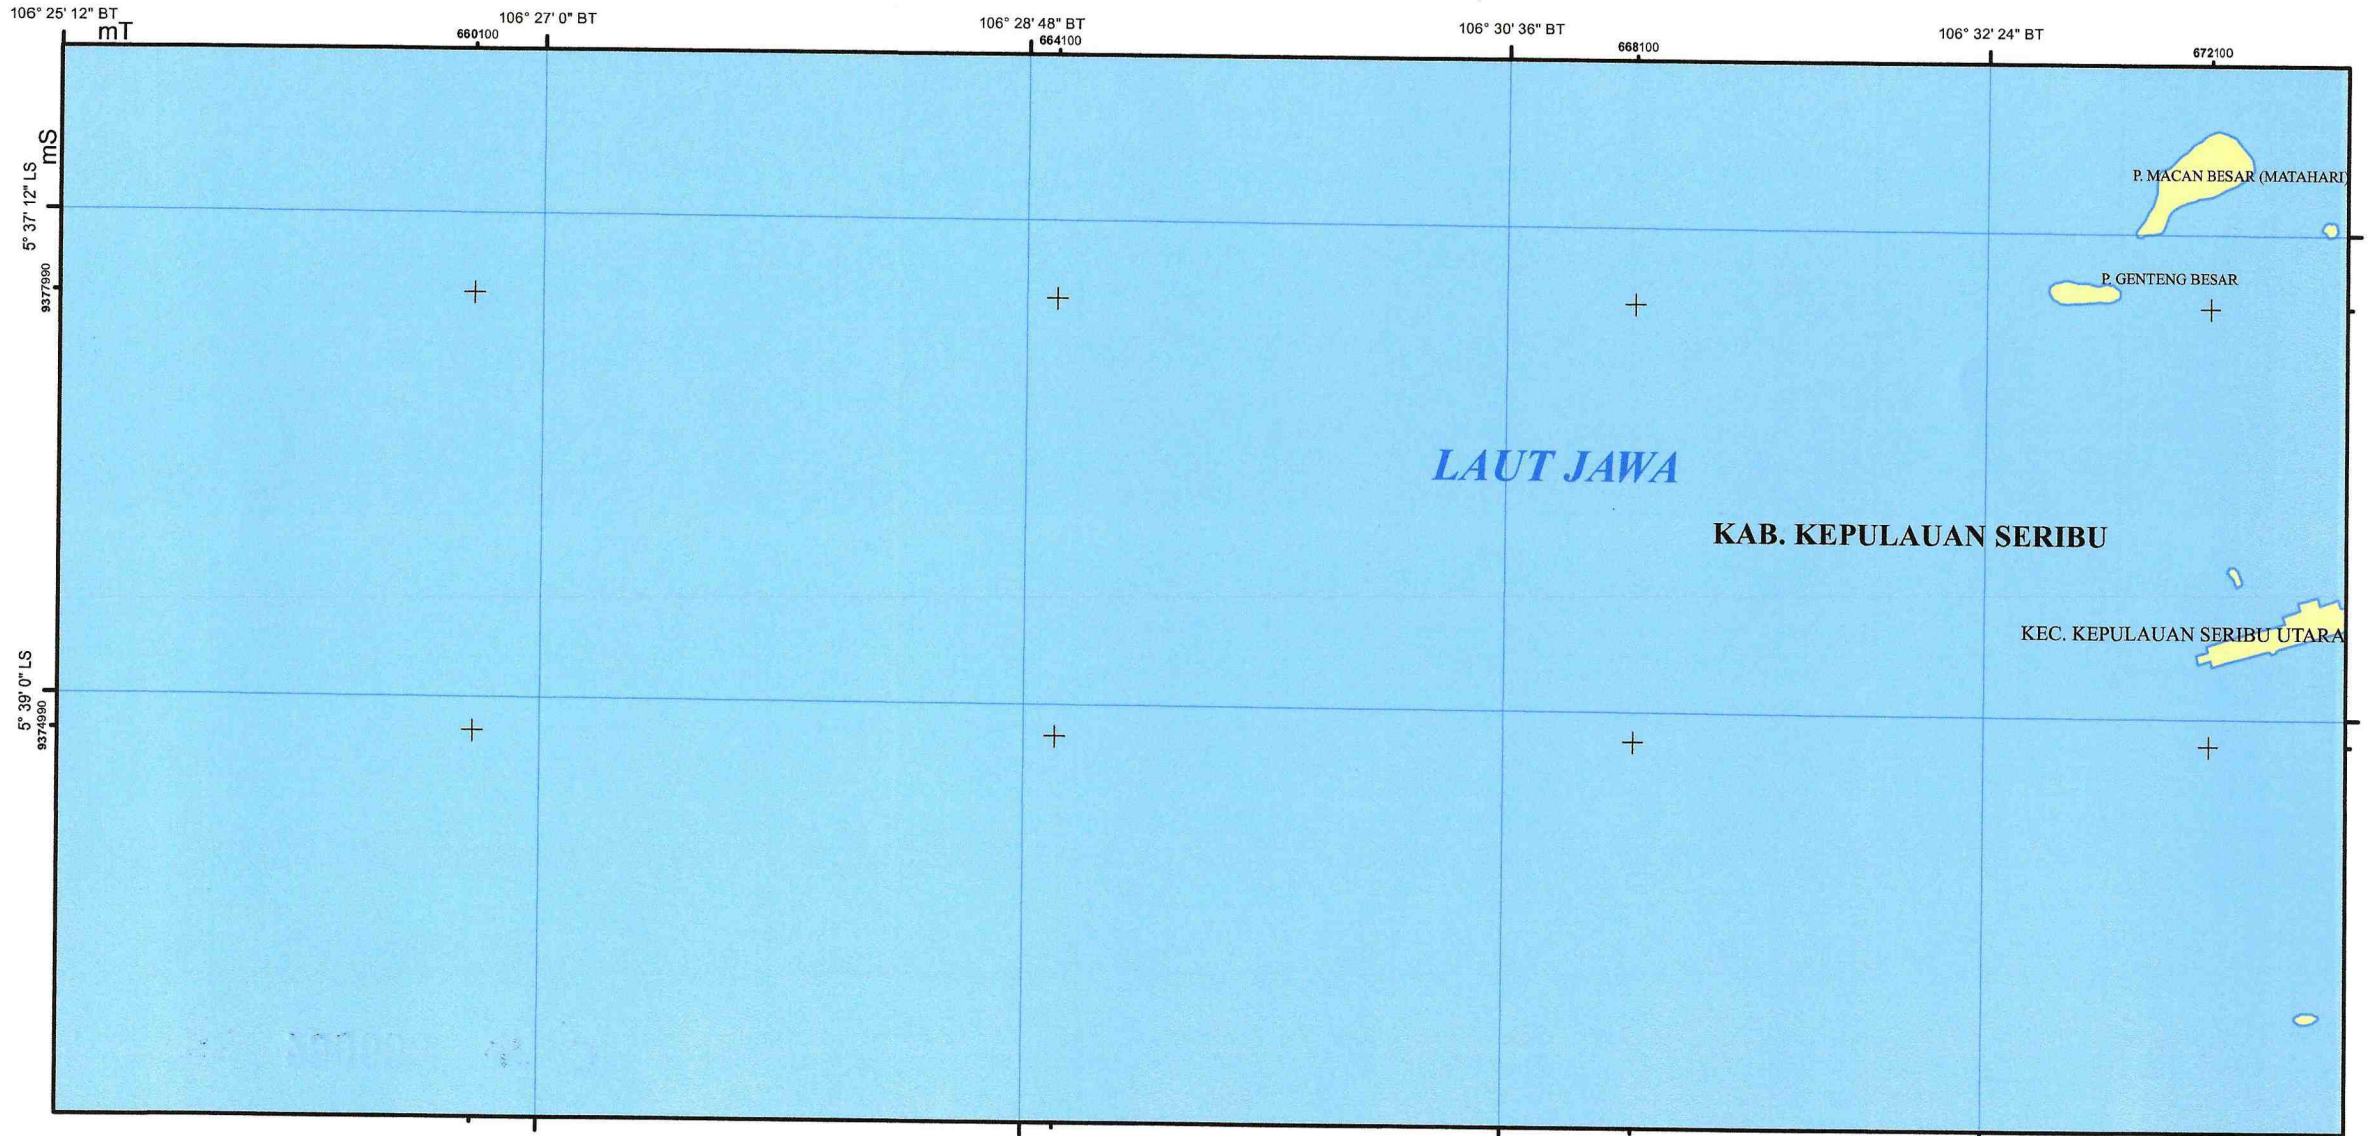 106° 25' 12" BT
106° 27' 0" BT
106° 28' 48" BT
106° 30' 36" BT
106° 32' 24" BT
mT
660100
664100
668100
672100
mS
5° 37' 12" LS
9377990
P. MACAN BESAR (MATAHARI)
P. GENTENG BESAR
LAUT JAWA
KAB. KEPULAUAN SERIBU
KEC. KEPULAUAN SERIBU UTARA
5° 39' 0" LS
9374990